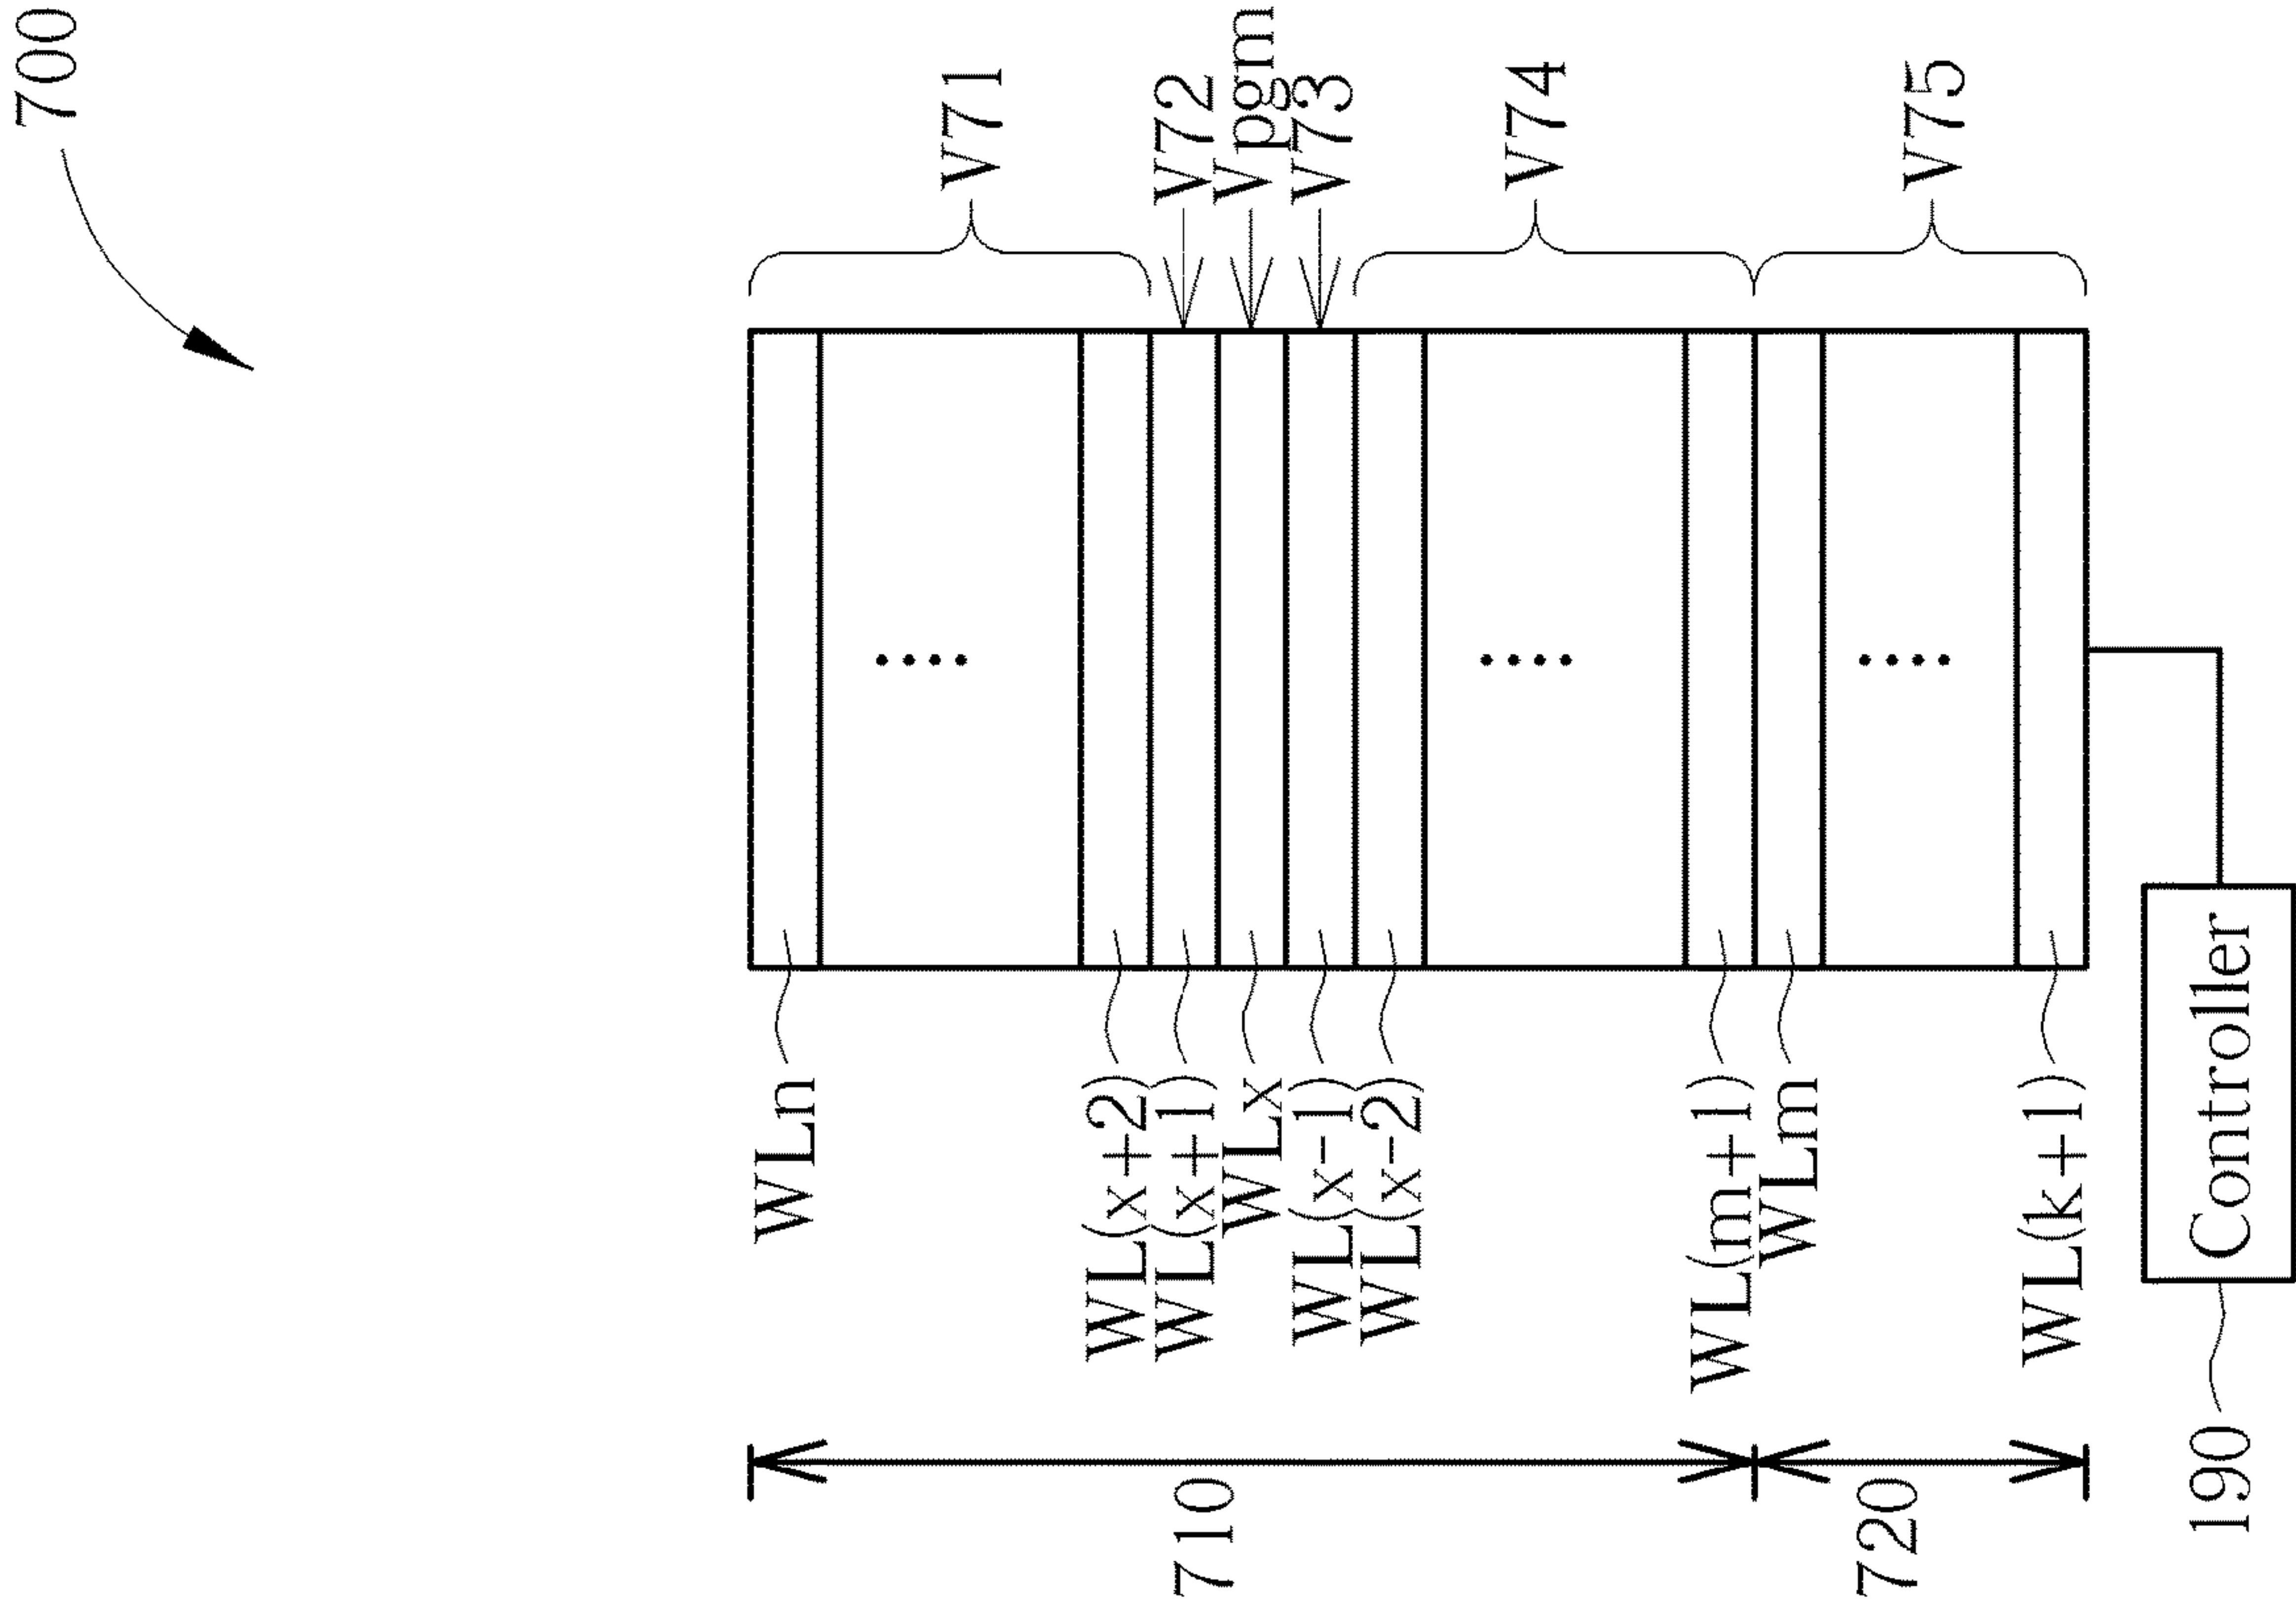 700
WLn
WL(x+2)
WL(x+1)
WLx
WL(x-1)
WL(x-2)
WL(m+1)
WLm
WL(k+1)
V71
V72
Vpgm
V73
V74
V75
710
720
Controller
190